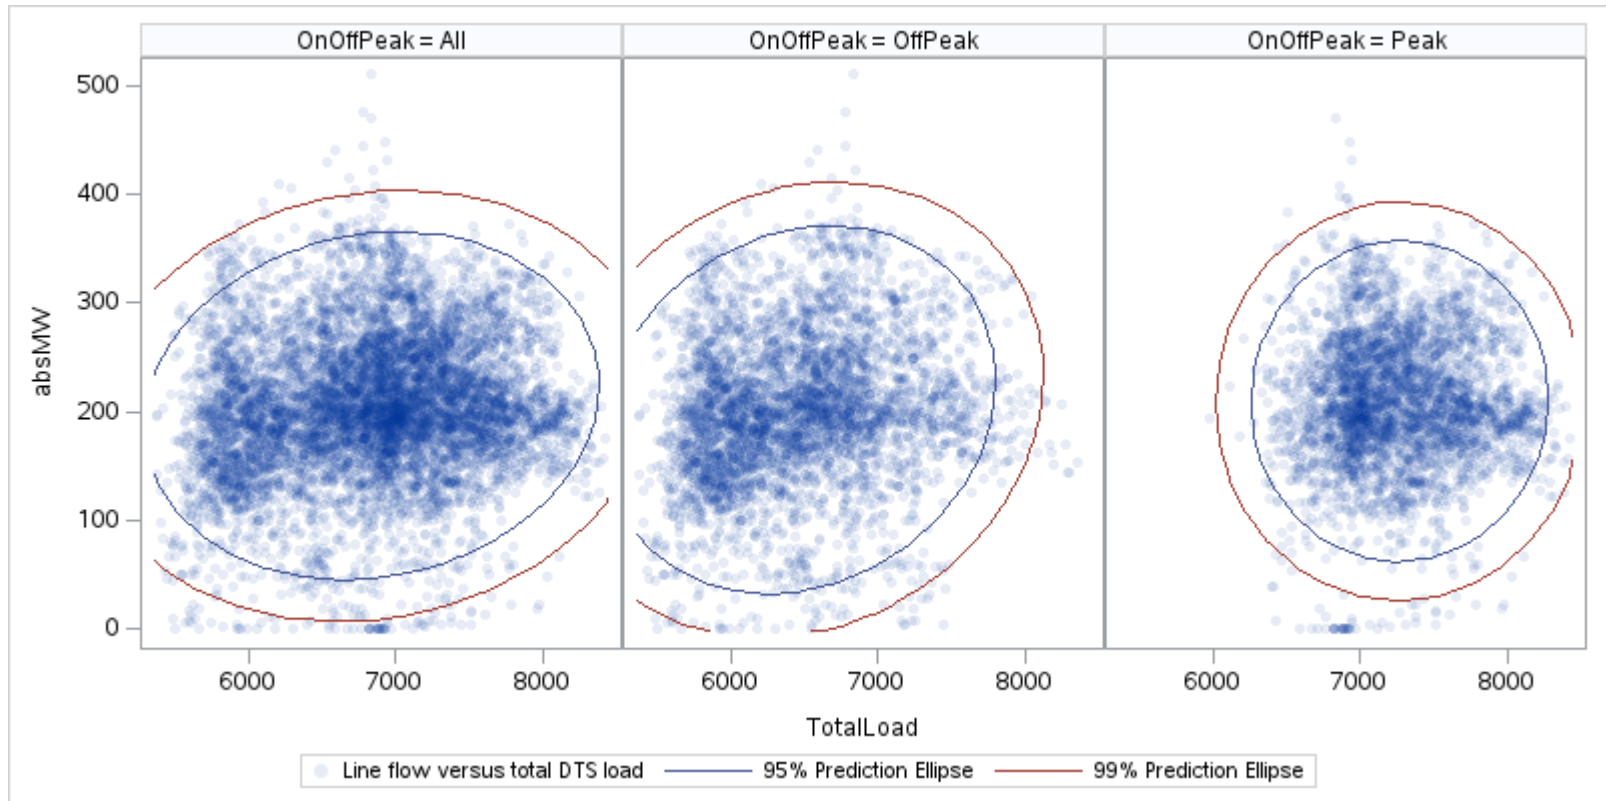 OnOffPeak = All
OnOffPeak = OffPeak
OnOffPeak = Peak
500
400
300
200
100
0
absMW
6000 7000 8000
6000 7000 8000
6000 7000 8000
TotalLoad
Line flow versus total DTS load
95% Prediction Ellipse
99% Prediction Ellipse